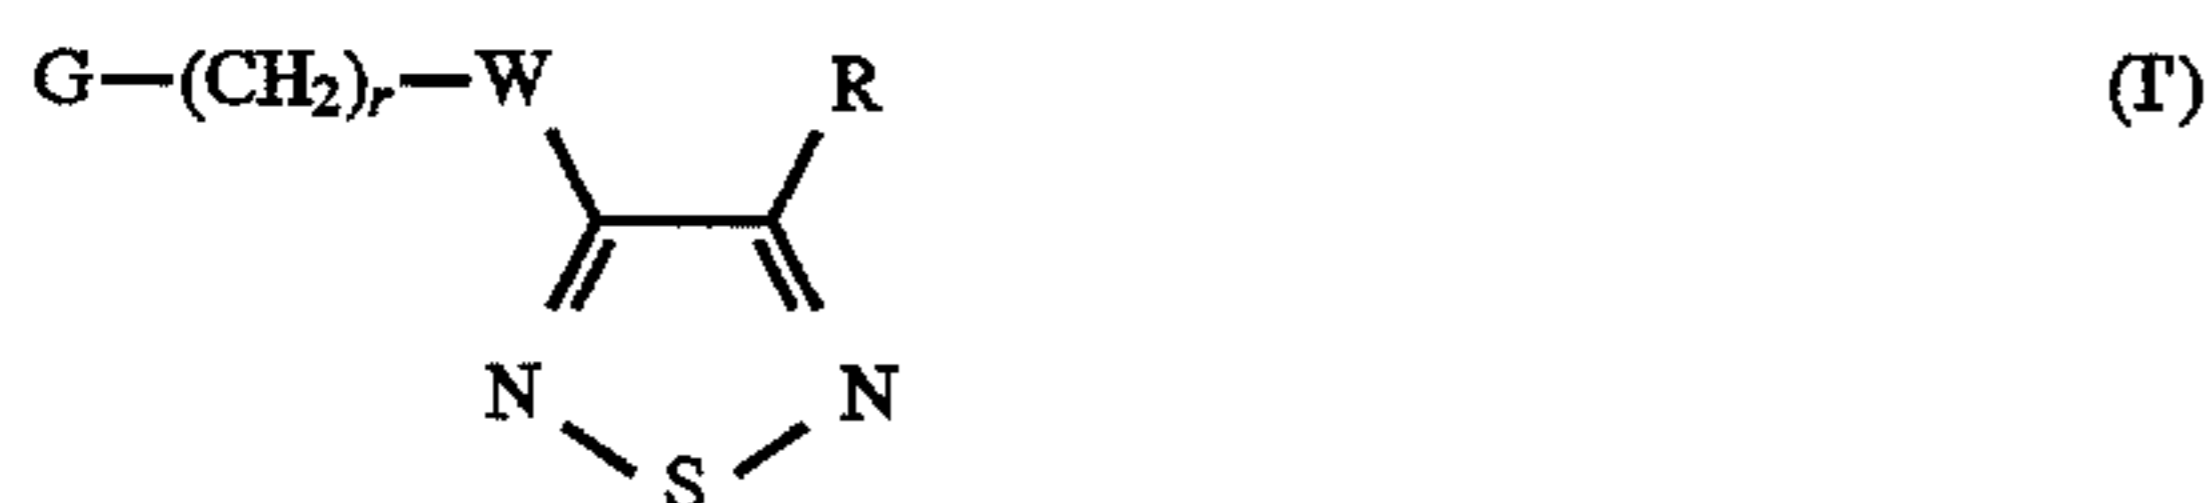 G—(CH₂)ᵣ—W R (T)
N N
S